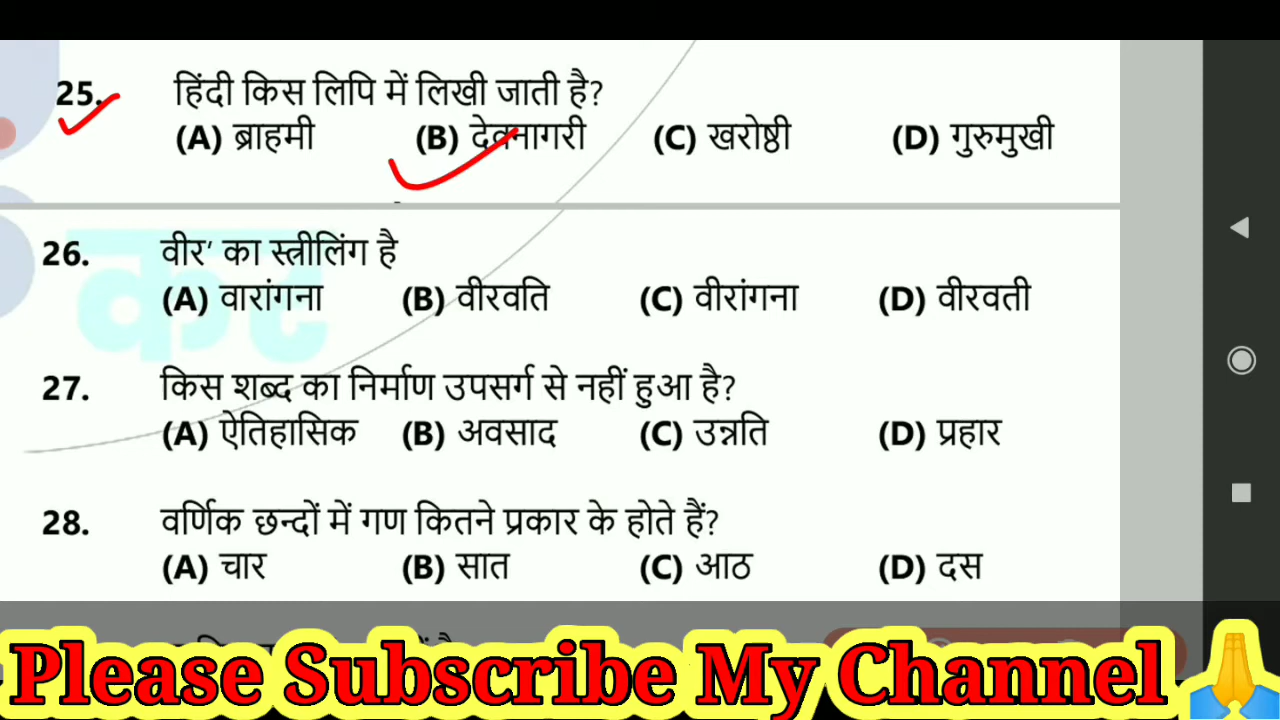 25. हिंदी किस लिपि में लिखी जाती है?
(A) ब्राहमी (B) देवनागरी (C) खरोष्ठी (D) गुरुमुखी
26. वीर’ का स्त्रीलिंग है
(A) वारांगना (B) वीरवति (C) वीरांगना (D) वीरवती
कट
27. किस शब्द का निर्माण उपसर्ग से नहीं हुआ है?
(A) ऐतिहासिक (B) अवसाद (C) उन्नति (D) प्रहार
28. वर्णिक छन्दों में गण कितने प्रकार के होते हैं?
(A) चार (B) सात (C) आठ (D) दस
Please Subscribe My Channel